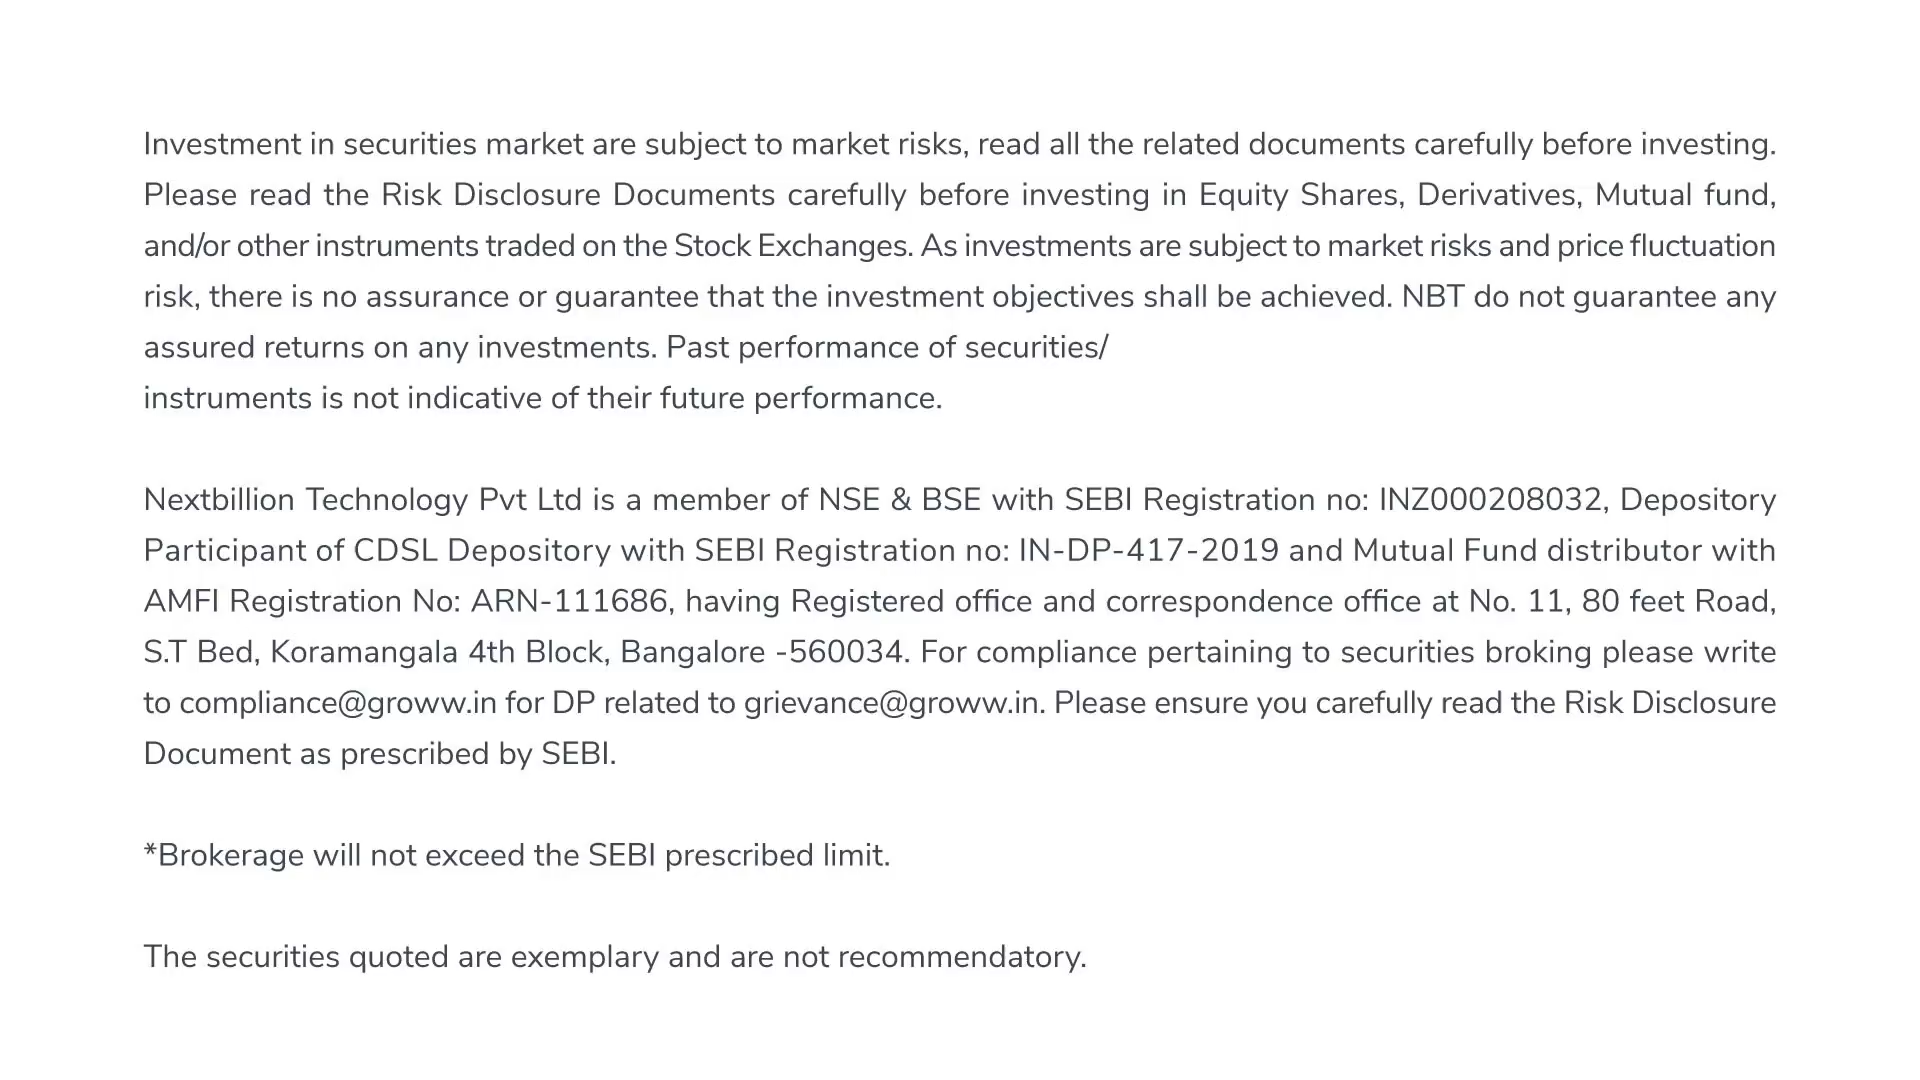 Investment in securities market are subject to market risks, read all the related documents carefully before investing.
Please read the Risk Disclosure Documents carefully before investing in Equity Shares, Derivatives, Mutual fund,
and/or other instruments traded on the Stock Exchanges. As investments are subject to market risks and price fluctuation
risk, there is no assurance or guarantee that the investment objectives shall be achieved. NBT do not guarantee any
assured returns on any investments. Past performance of securities/
instruments is not indicative of their future performance.
Nextbillion Technology Pvt Ltd is a member of NSE & BSE with SEBI Registration no: INZ000208032, Depository
Participant of CDSL Depository with SEBI Registration no: IN-DP-417-2019 and Mutual Fund distributor with
AMFI Registration No: ARN-111686, having Registered office and correspondence office at No. 11, 80 feet Road,
S.T Bed, Koramangala 4th Block, Bangalore -560034. For compliance pertaining to securities broking please write
to compliance@groww.in for DP related to grievance@groww.in. Please ensure you carefully read the Risk Disclosure
Document as prescribed by SEBI.
*Brokerage will not exceed the SEBI prescribed limit.
The securities quoted are exemplary and are not recommendatory.